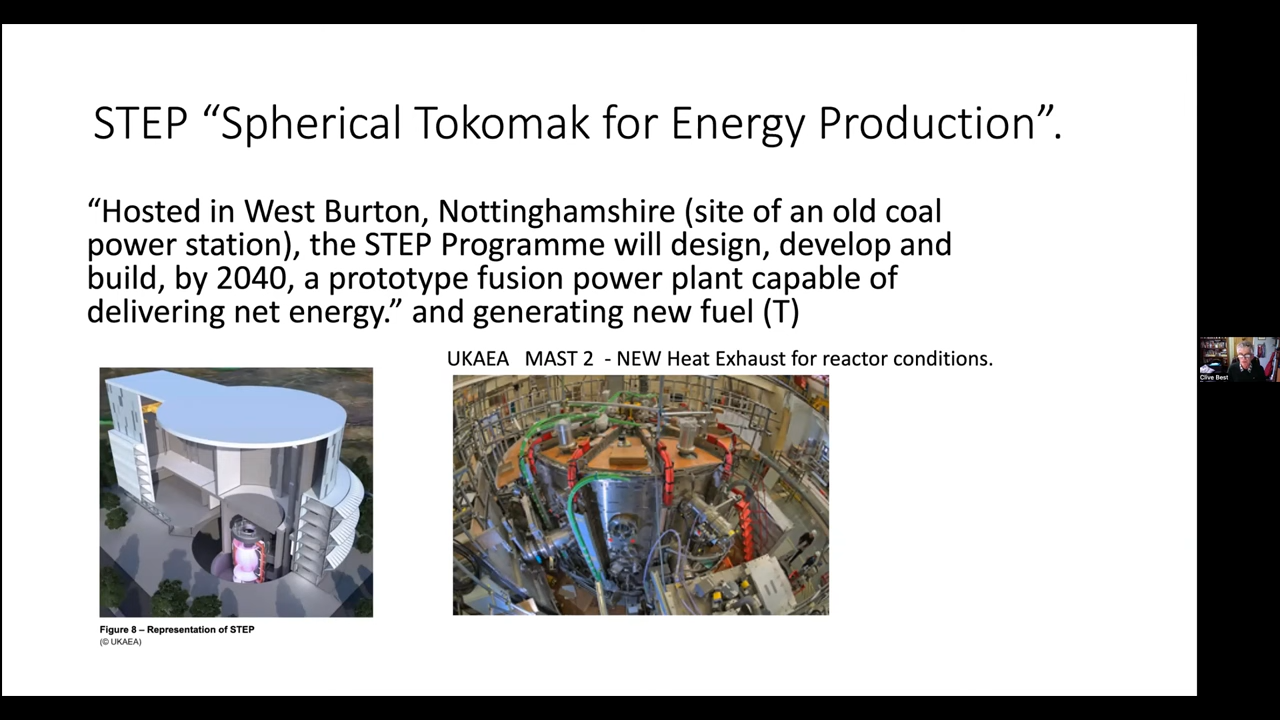 STEP “Spherical Tokomak for Energy Production”.
“Hosted in West Burton, Nottinghamshire (site of an old coal
power station), the STEP Programme will design, develop and
build, by 2040, a prototype fusion power plant capable of
delivering net energy.” and generating new fuel (T)
UKAEA MAST 2 - NEW Heat Exhaust for reactor conditions.
Figure 8 – Representation of STEP
(© UKAEA)
Clive Best